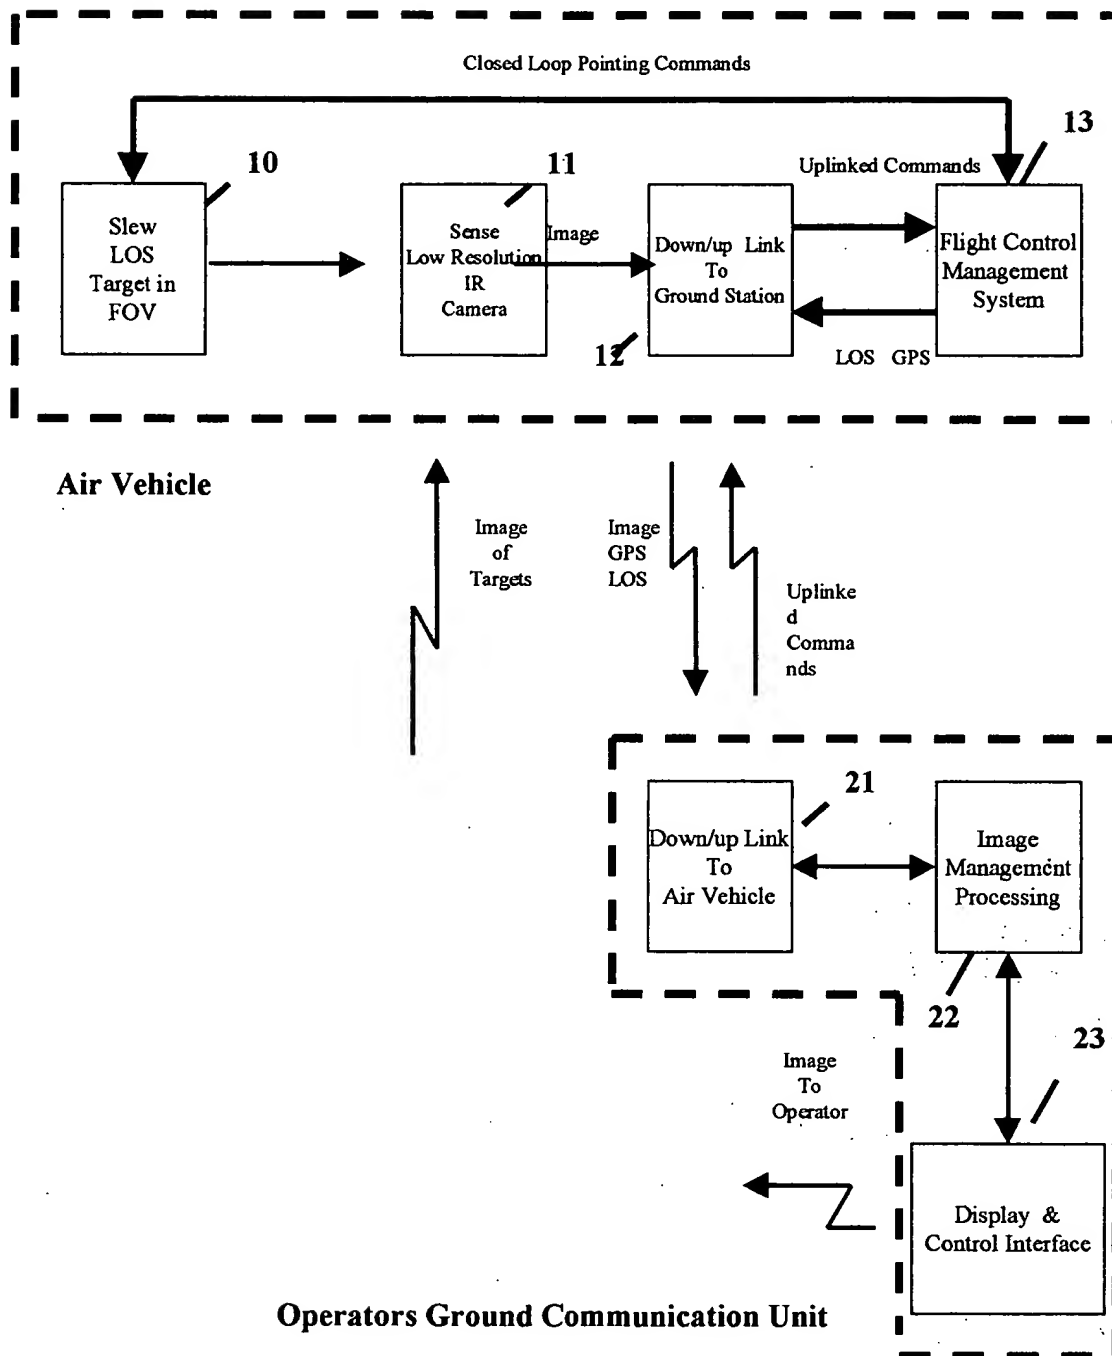 Closed Loop Pointing Commands
10
11
13
Uplinked Commands
Slew
LOS
Target in
FOV
Sense
Low Resolution
IR
Camera
Image
Down/up Link
To
Ground Station
Flight Control
Management
System
12
LOS GPS
Air Vehicle
Image
of
Targets
Image
GPS
LOS
Uplinke
d
Comma
nds
21
Down/up Link
To
Air Vehicle
Image
Management
Processing
22
23
Image
To
Operator
Display &
Control Interface
Operators Ground Communication Unit